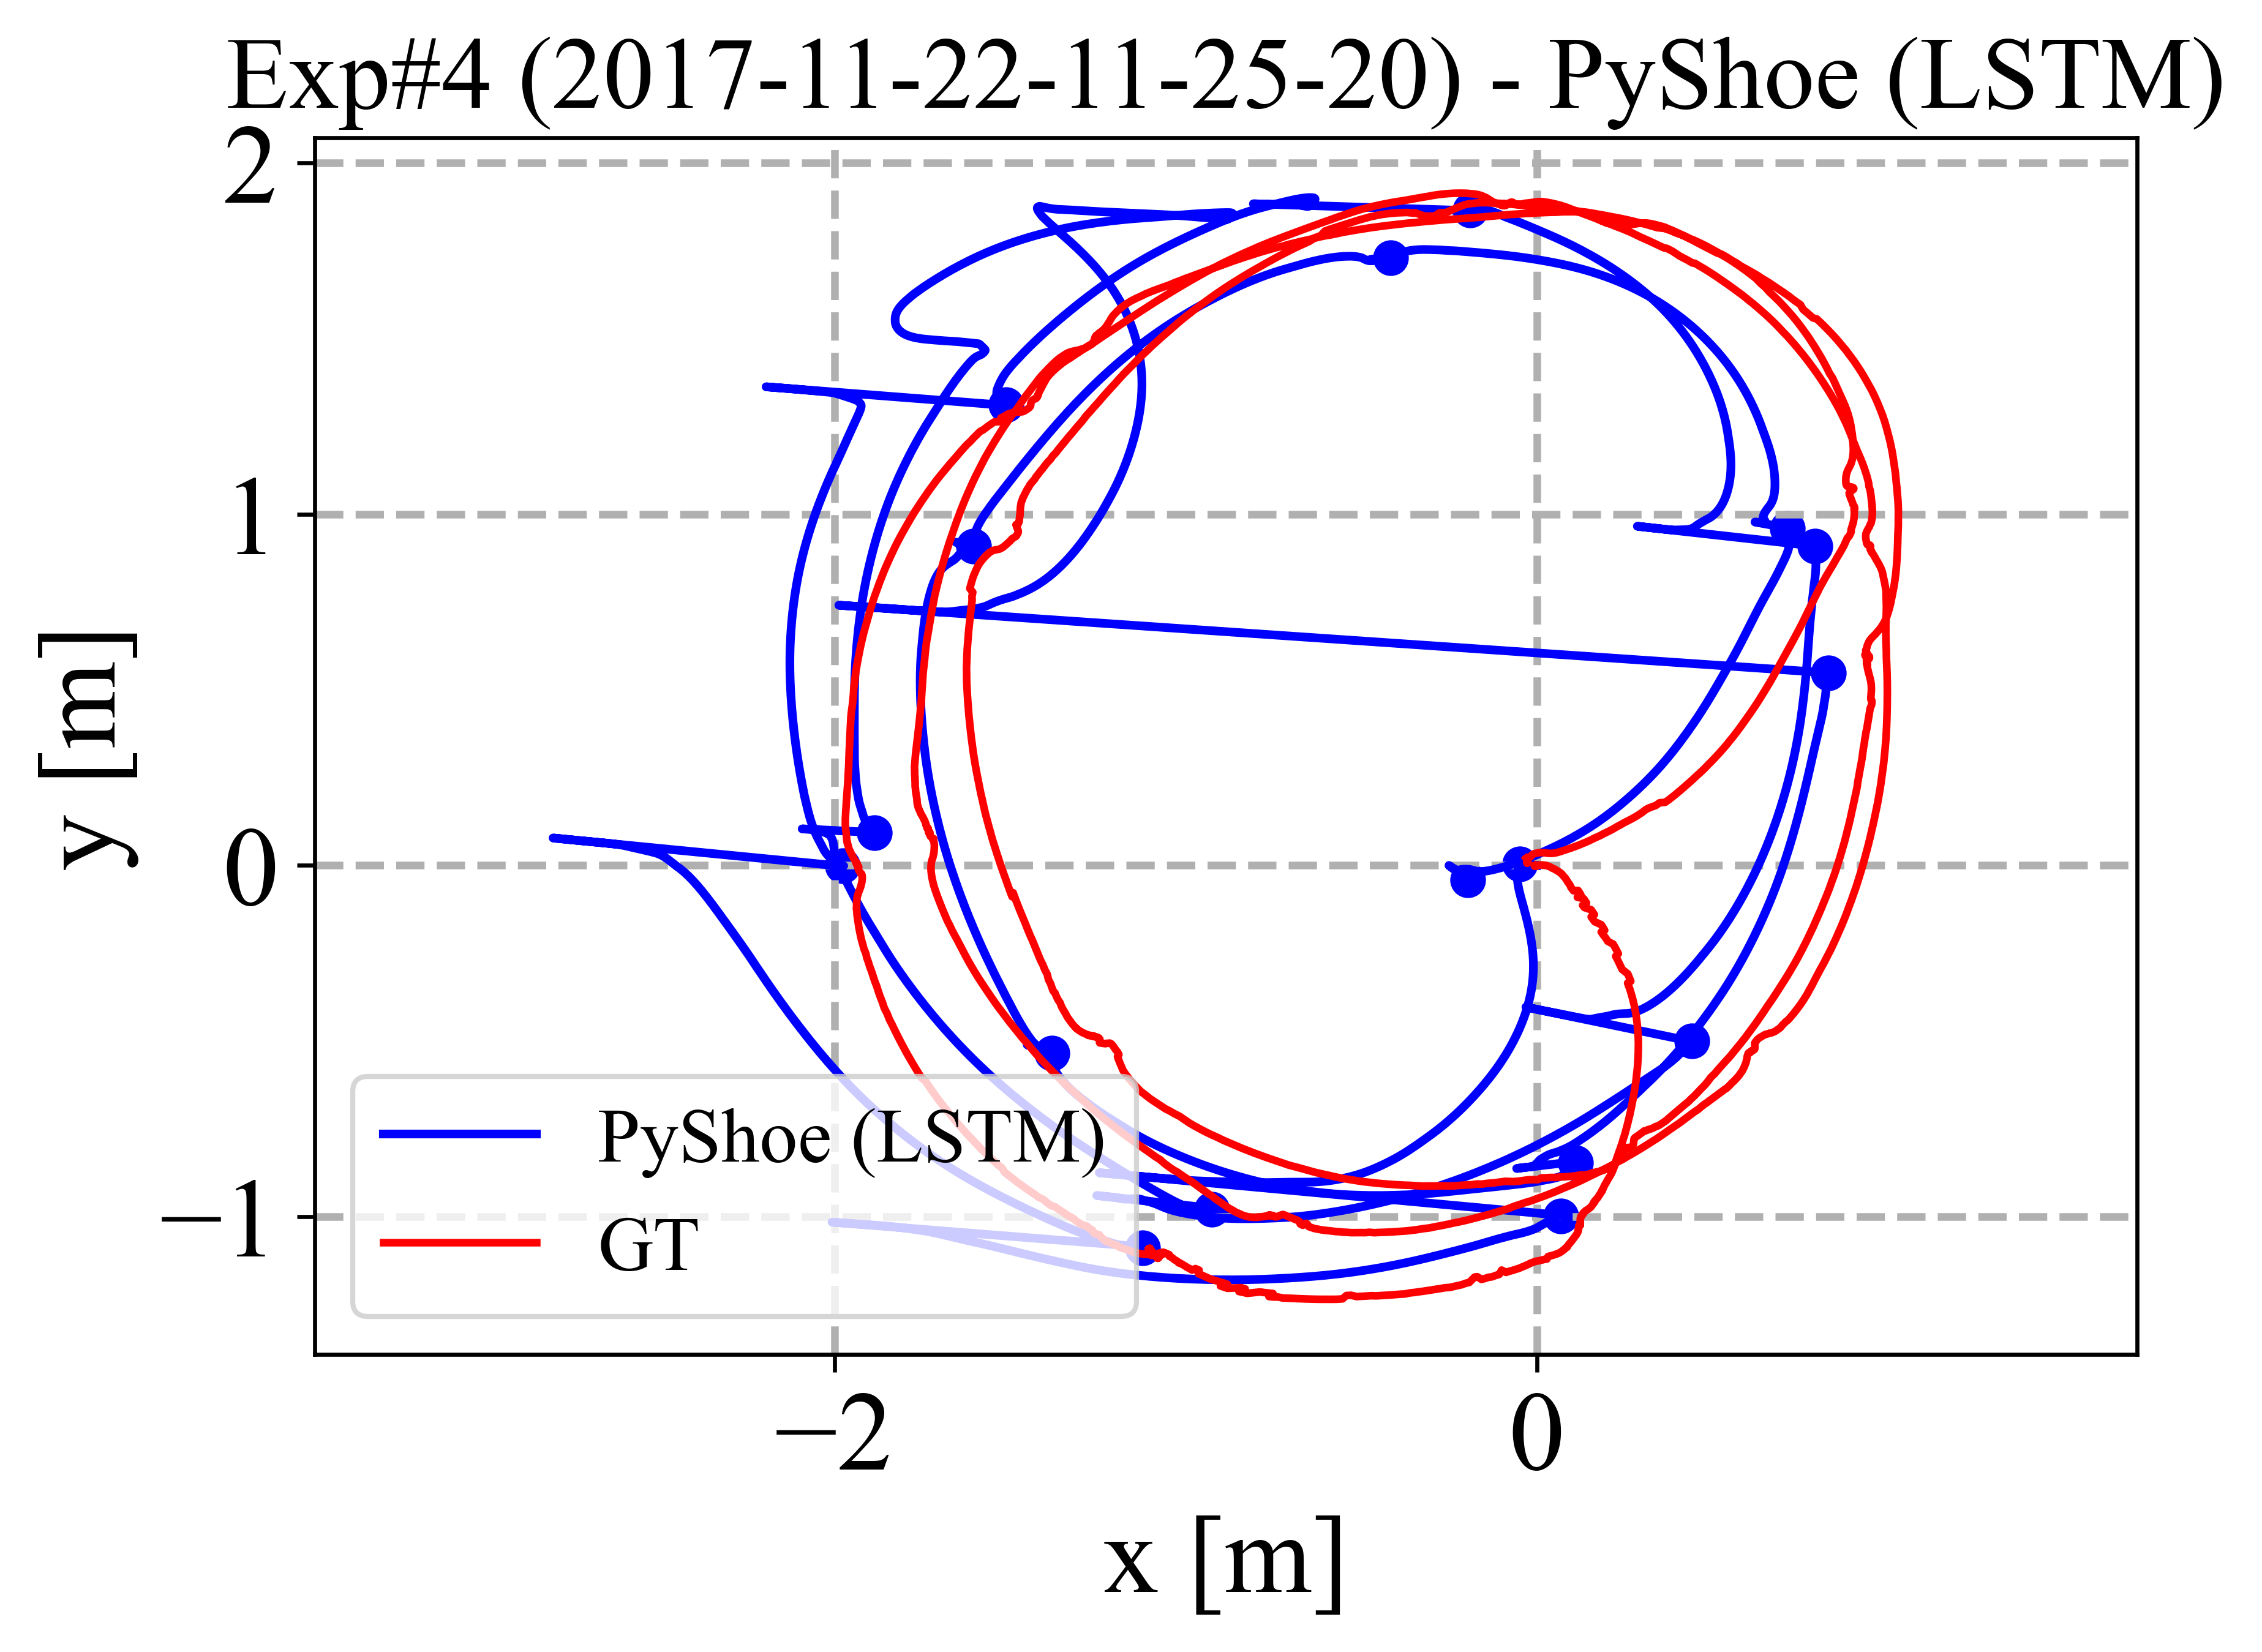 Exp#4 (2017-11-22-11-25-20) - PyShoe (LSTM)
2
1
0
−1
y [m]
PyShoe (LSTM)
GT
−2
0
x [m]